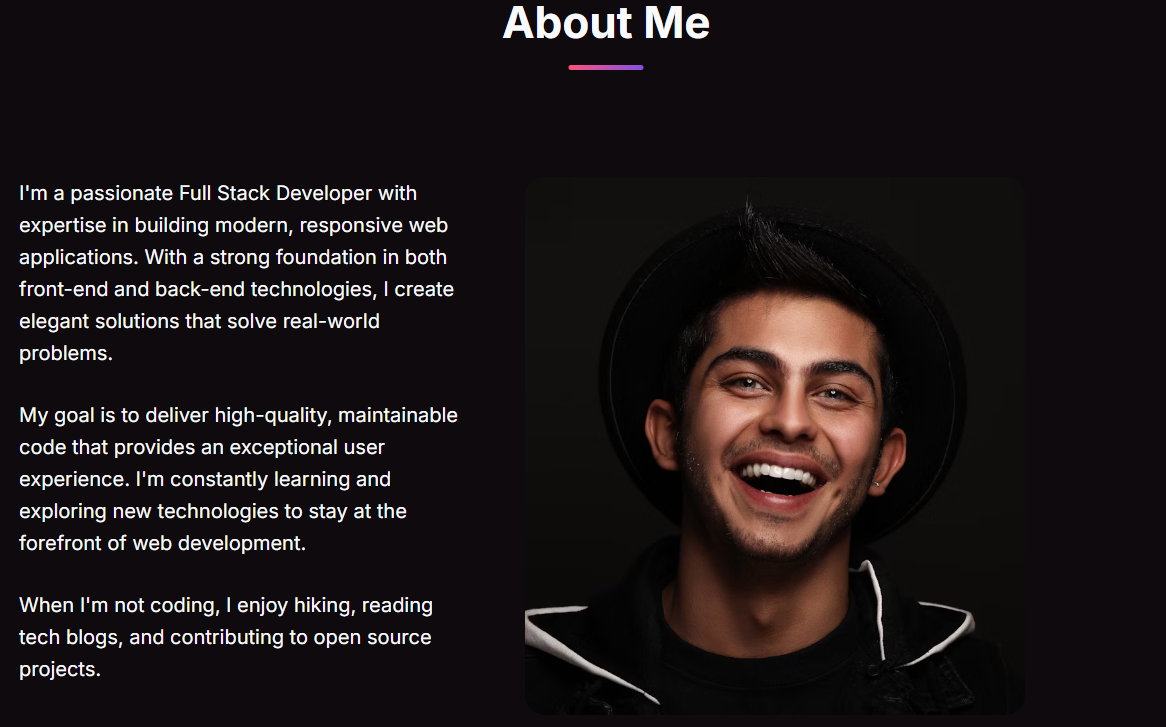 About Me
I'm a passionate Full Stack Developer with
expertise in building modern, responsive web
applications. With a strong foundation in both
front-end and back-end technologies, I create
elegant solutions that solve real-world
problems.
My goal is to deliver high-quality, maintainable
code that provides an exceptional user
experience. I'm constantly learning and
exploring new technologies to stay at the
forefront of web development.
When I'm not coding, I enjoy hiking, reading
tech blogs, and contributing to open source
projects.